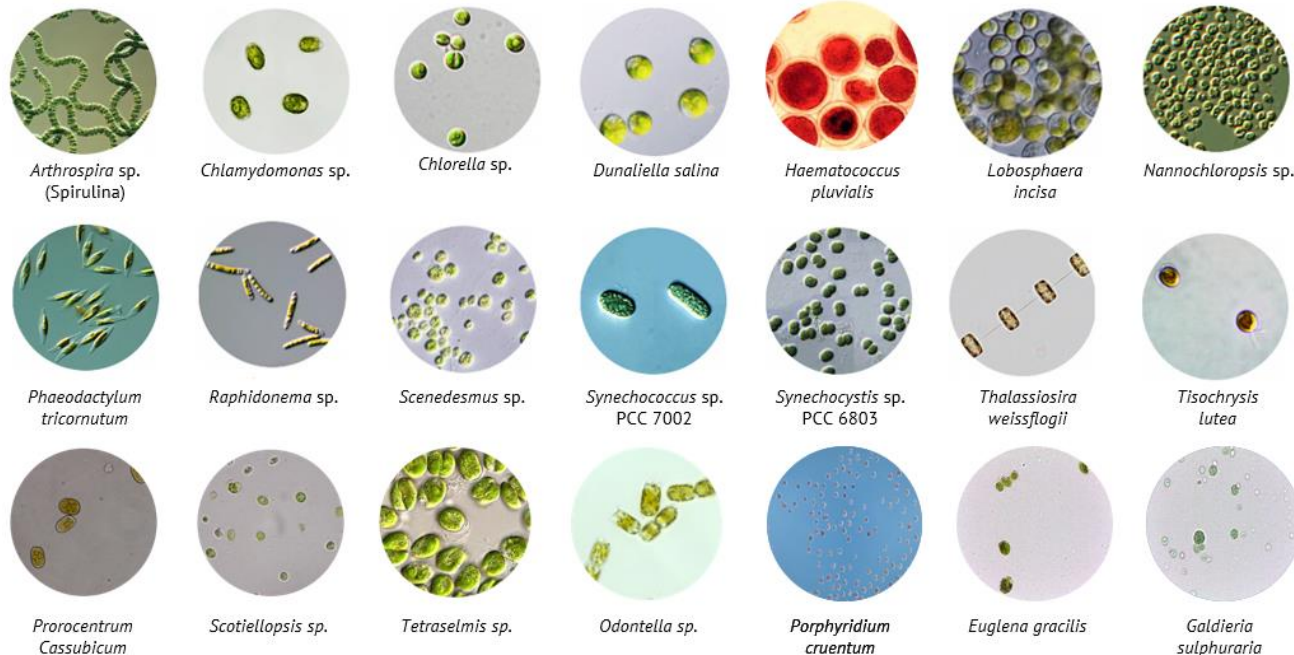 Arthrospira sp.
(Spirulina)
Chlamydomonas sp.
Chlorella sp.
Dunaliella salina
Haematococcus
pluvialis
Lobosphaera
incisa
Nannochloropsis sp.
Phaeodactylum
tricornutum
Raphidonema sp.
Scenedesmus sp.
Synechococcus sp.
PCC 7002
Synechocystis sp.
PCC 6803
Thalassiosira
weissflogii
Tisochrysis
lutea
Prorocentrum
Cassubicum
Scotiellopsis sp.
Tetraselmis sp.
Odontella sp.
Porphyridium
cruentum
Euglena gracilis
Galdieria
sulphuraria